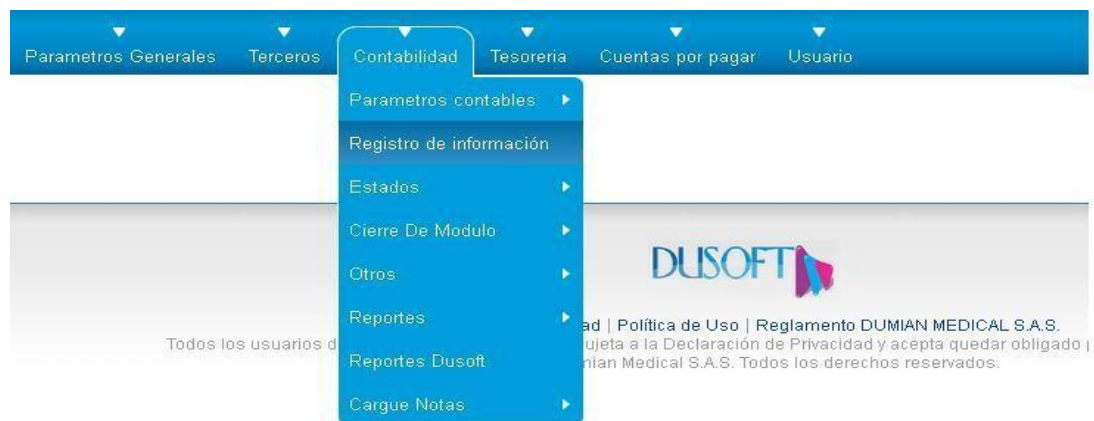 Parametros Generales Terceros Contabilidad Tesoreria Cuentas por pagar Usuario
Parametros contables
Registro de información
Estados
Cierre De Modulo
Otros
DUSOFT
Reportes
ad | Política de Uso | Reglamento DUMIAN MEDICAL S.A.S.
Todos los usuarios d ujeta a la Declaración de Privacidad y acepta quedar obligado p
Reportes Dusoft
mian Medical S.A.S. Todos los derechos reservados.
Cargue Notas